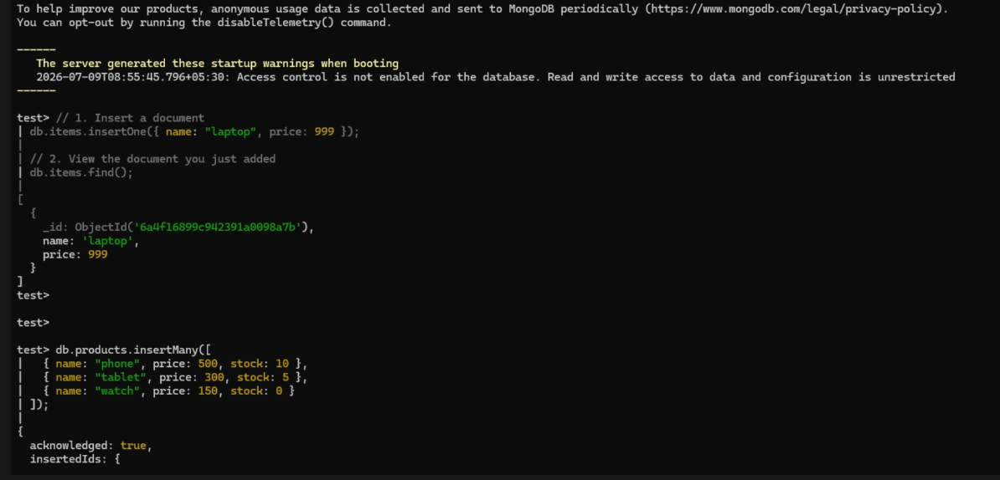 To help improve our products, anonymous usage data is collected and sent to MongoDB periodically (https://www.mongodb.com/legal/privacy-policy).
You can opt-out by running the disableTelemetry() command.
------
   The server generated these startup warnings when booting
   2026-07-09T08:55:45.796+05:30: Access control is not enabled for the database. Read and write access to data and configuration is unrestricted
------
test> // 1. Insert a document
| db.items.insertOne({ name: "laptop", price: 999 });
|
| // 2. View the document you just added
| db.items.find();
|
[
  {
    _id: ObjectId('6a4f16899c942391a0098a7b'),
    name: 'laptop',
    price: 999
  }
]
test>
test>
test> db.products.insertMany([
|   { name: "phone", price: 500, stock: 10 },
|   { name: "tablet", price: 300, stock: 5 },
|   { name: "watch", price: 150, stock: 0 }
| ]);
|
{
  acknowledged: true,
  insertedIds: {